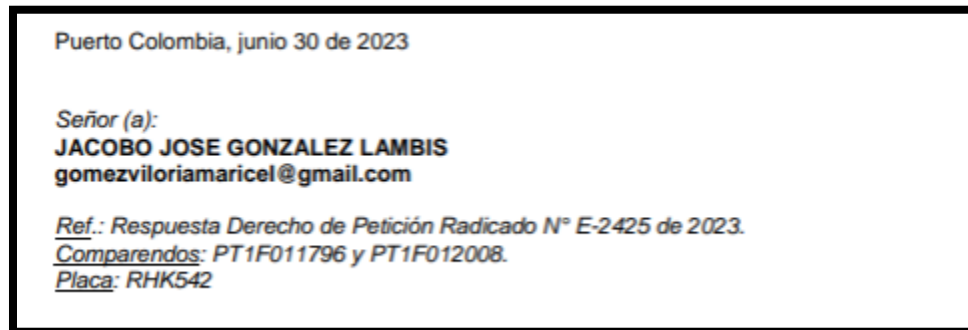 Puerto Colombia, junio 30 de 2023
Señor (a):
JACOBO JOSE GONZALEZ LAMBIS
gomezviloriamaricel@gmail.com
Ref.: Respuesta Derecho de Petición Radicado N° E-2425 de 2023.
Comparendos: PT1F011796 y PT1F012008.
Placa: RHK542